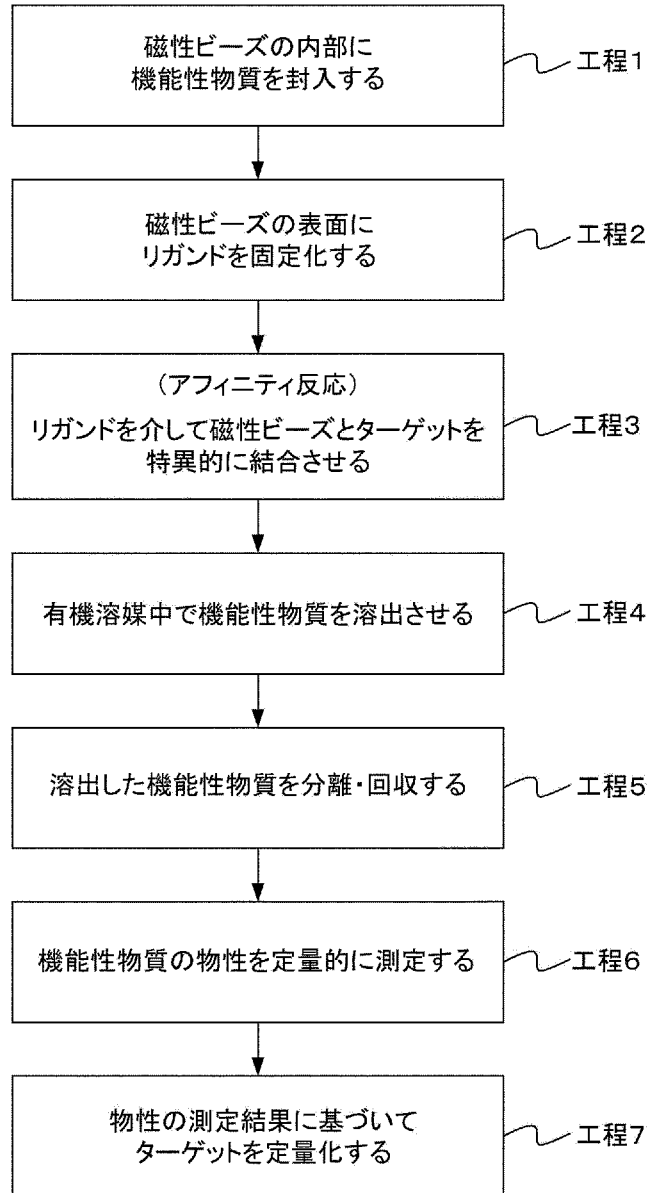 磁性ビーズの内部に
機能性物質を封入する
工程1
磁性ビーズの表面に
リガンドを固定化する
工程2
（アフィニティ反応）
リガンドを介して磁性ビーズとターゲットを
特異的に結合させる
工程3
有機溶媒中で機能性物質を溶出させる
工程4
溶出した機能性物質を分離・回収する
工程5
機能性物質の物性を定量的に測定する
工程6
物性の測定結果に基づいて
ターゲットを定量化する
工程7